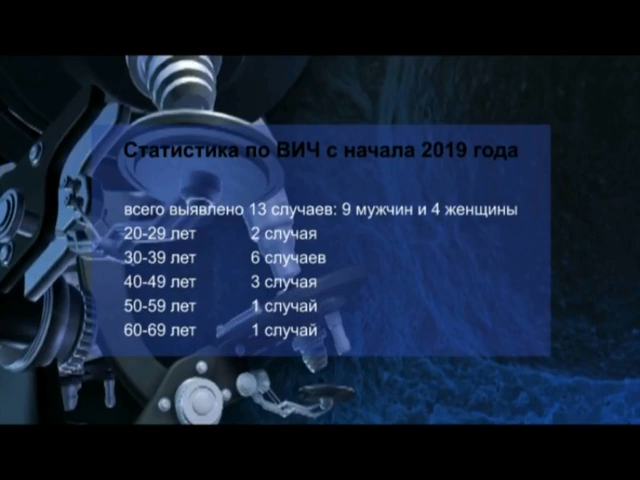 Статистика по ВИЧ с начала 2019 года
всего выявлено 13 случаев: 9 мужчин и 4 женщины
20-29 лет 2 случая
30-39 лет 6 случаев
40-49 лет 3 случая
50-59 лет 1 случай
60-69 лет 1 случай